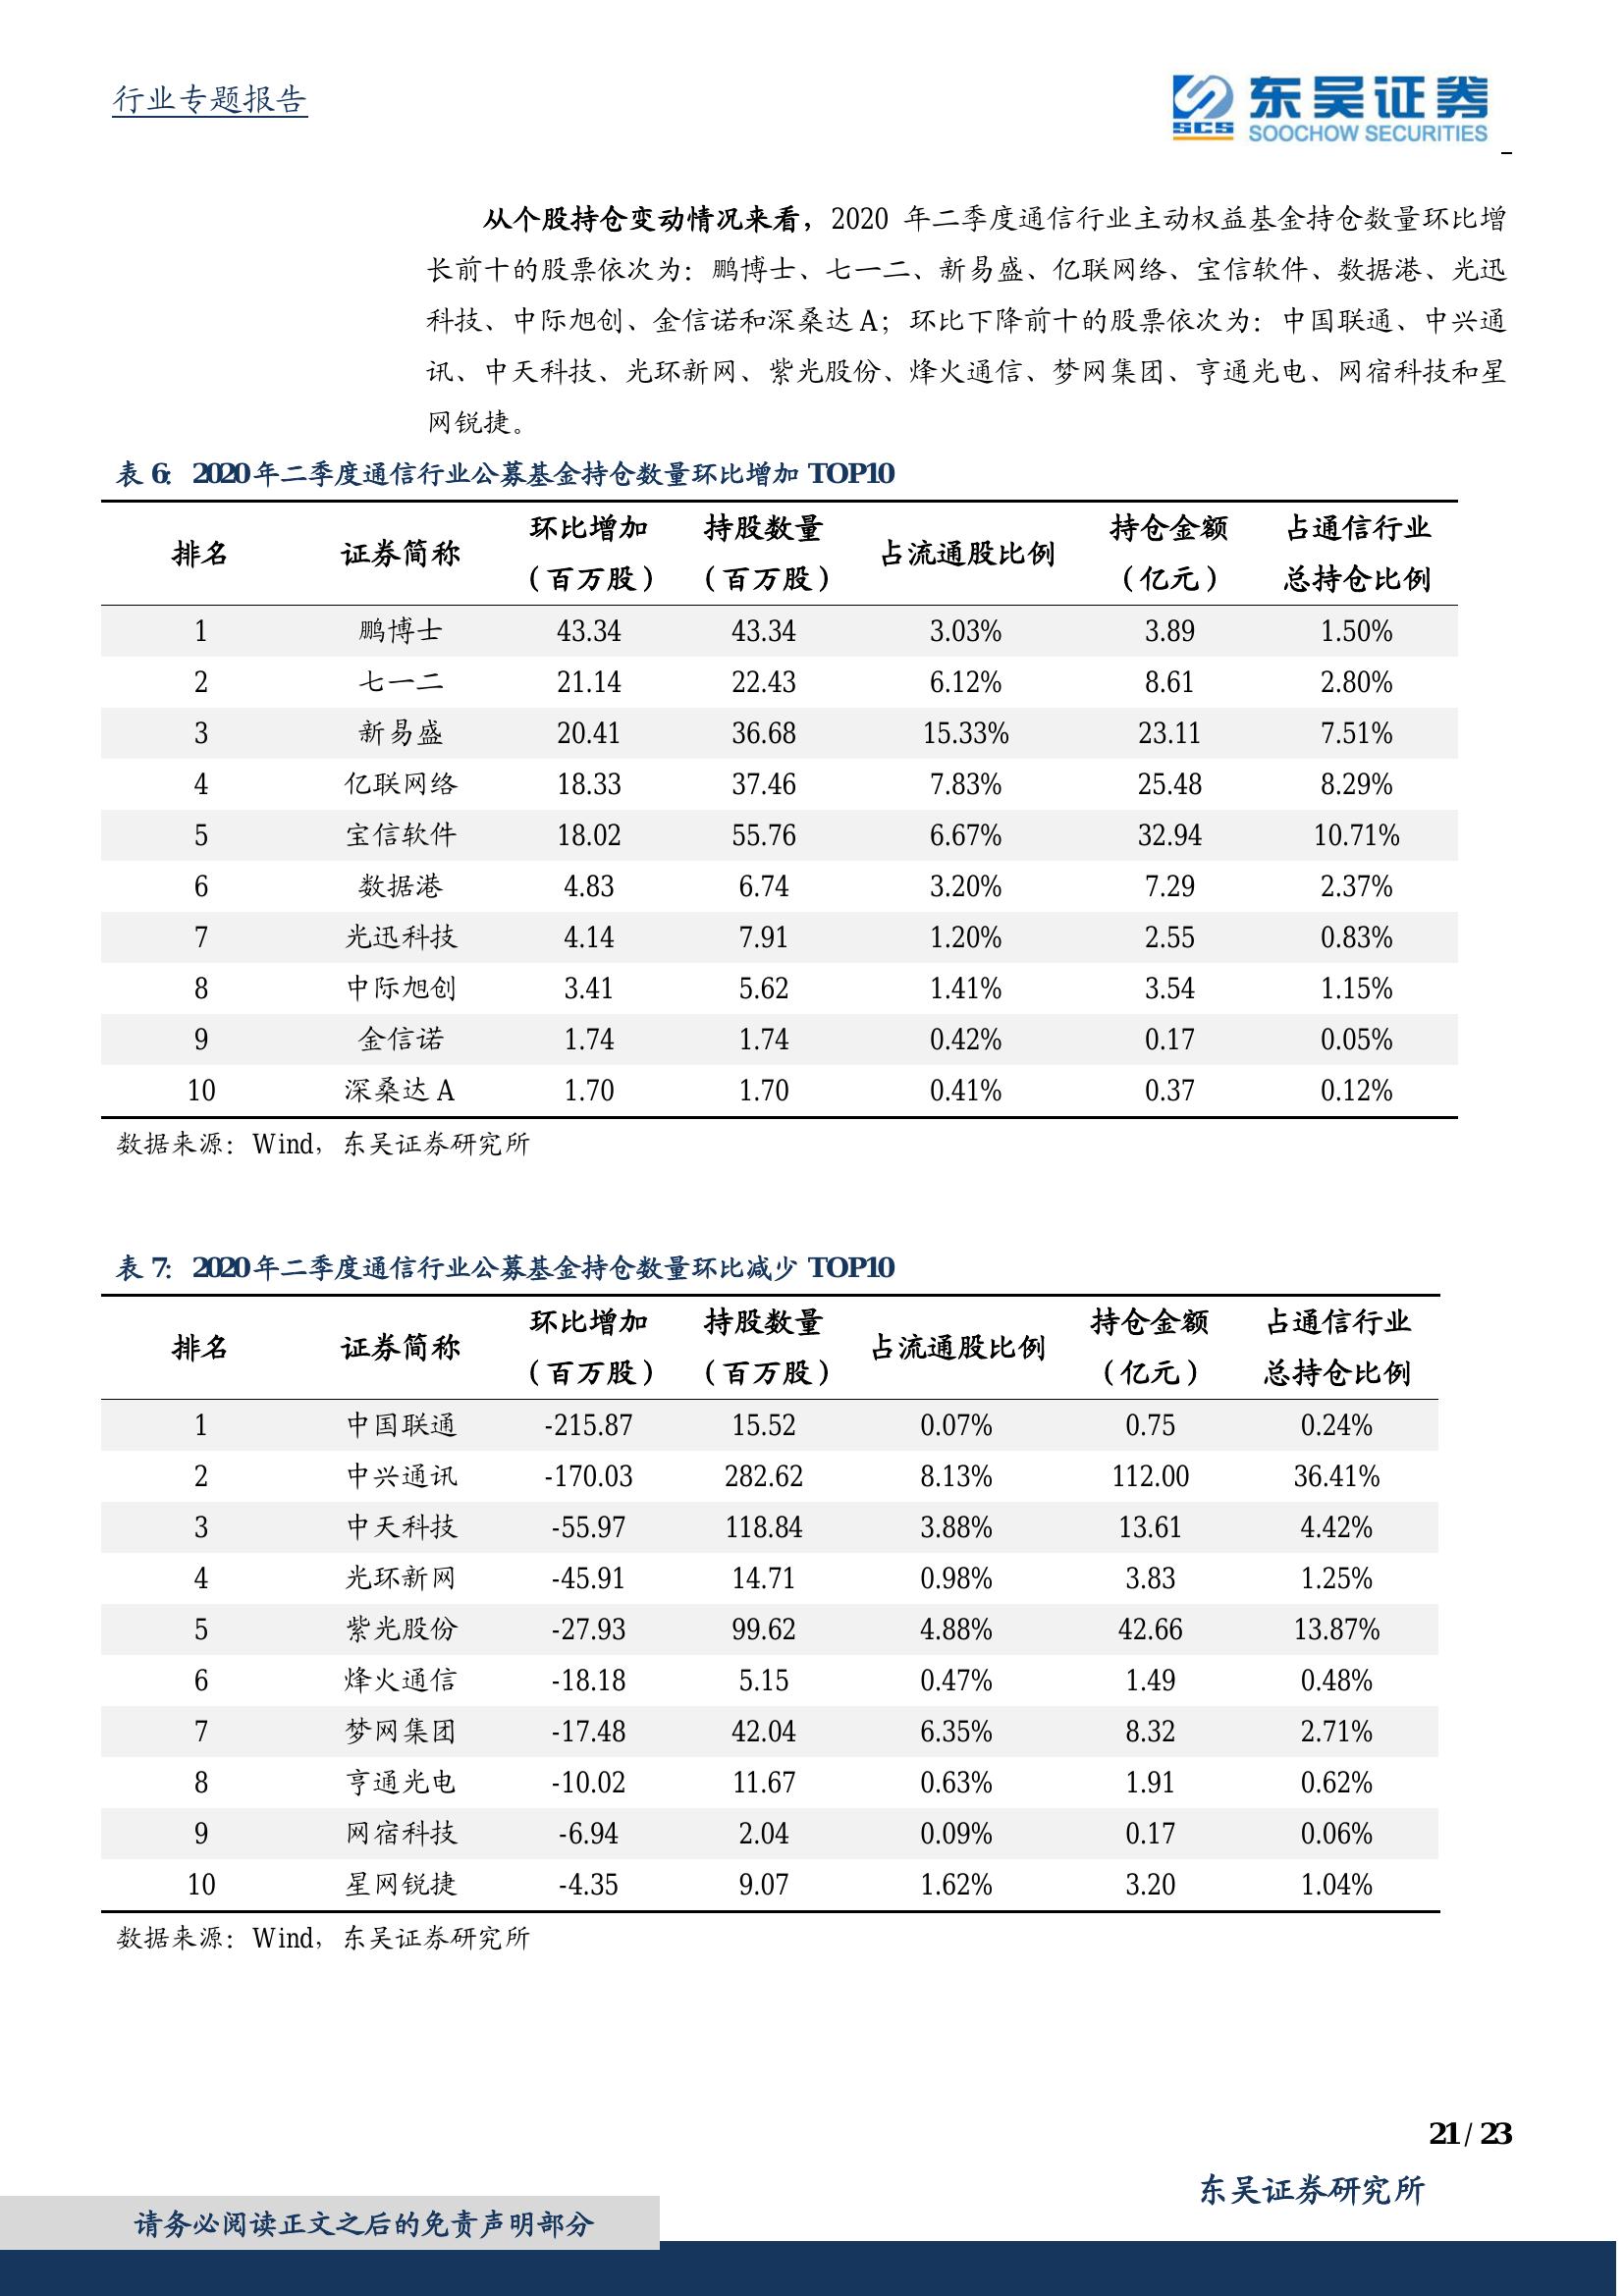 行业专题报告
SCS 东吴证券
SOOCHOW SECURITIES
从个股持仓变动情况来看，2020 年二季度通信行业主动权益基金持仓数量环比增
长前十的股票依次为：鹏博士、七一二、新易盛、亿联网络、宝信软件、数据港、光迅
科技、中际旭创、金信诺和深桑达 A；环比下降前十的股票依次为：中国联通、中兴通
讯、中天科技、光环新网、紫光股份、烽火通信、梦网集团、亨通光电、网宿科技和星
网锐捷。
表 6： 2020 年二季度通信行业公募基金持仓数量环比增加 TOP10
排名 证券简称 环比增加（百万股） 持股数量（百万股） 占流通股比例 持仓金额（亿元） 占通信行业总持仓比例
1 鹏博士 43.34 43.34 3.03% 3.89 1.50%
2 七一二 21.14 22.43 6.12% 8.61 2.80%
3 新易盛 20.41 36.68 15.33% 23.11 7.51%
4 亿联网络 18.33 37.46 7.83% 25.48 8.29%
5 宝信软件 18.02 55.76 6.67% 32.94 10.71%
6 数据港 4.83 6.74 3.20% 7.29 2.37%
7 光迅科技 4.14 7.91 1.20% 2.55 0.83%
8 中际旭创 3.41 5.62 1.41% 3.54 1.15%
9 金信诺 1.74 1.74 0.42% 0.17 0.05%
10 深桑达 A 1.70 1.70 0.41% 0.37 0.12%
数据来源：Wind，东吴证券研究所
表 7： 2020 年二季度通信行业公募基金持仓数量环比减少 TOP10
排名 证券简称 环比增加（百万股） 持股数量（百万股） 占流通股比例 持仓金额（亿元） 占通信行业总持仓比例
1 中国联通 -215.87 15.52 0.07% 0.75 0.24%
2 中兴通讯 -170.03 282.62 8.13% 112.00 36.41%
3 中天科技 -55.97 118.84 3.88% 13.61 4.42%
4 光环新网 -45.91 14.71 0.98% 3.83 1.25%
5 紫光股份 -27.93 99.62 4.88% 42.66 13.87%
6 烽火通信 -18.18 5.15 0.47% 1.49 0.48%
7 梦网集团 -17.48 42.04 6.35% 8.32 2.71%
8 亨通光电 -10.02 11.67 0.63% 1.91 0.62%
9 网宿科技 -6.94 2.04 0.09% 0.17 0.06%
10 星网锐捷 -4.35 9.07 1.62% 3.20 1.04%
数据来源：Wind，东吴证券研究所
21 / 23
东吴证券研究所
请务必阅读正文之后的免责声明部分